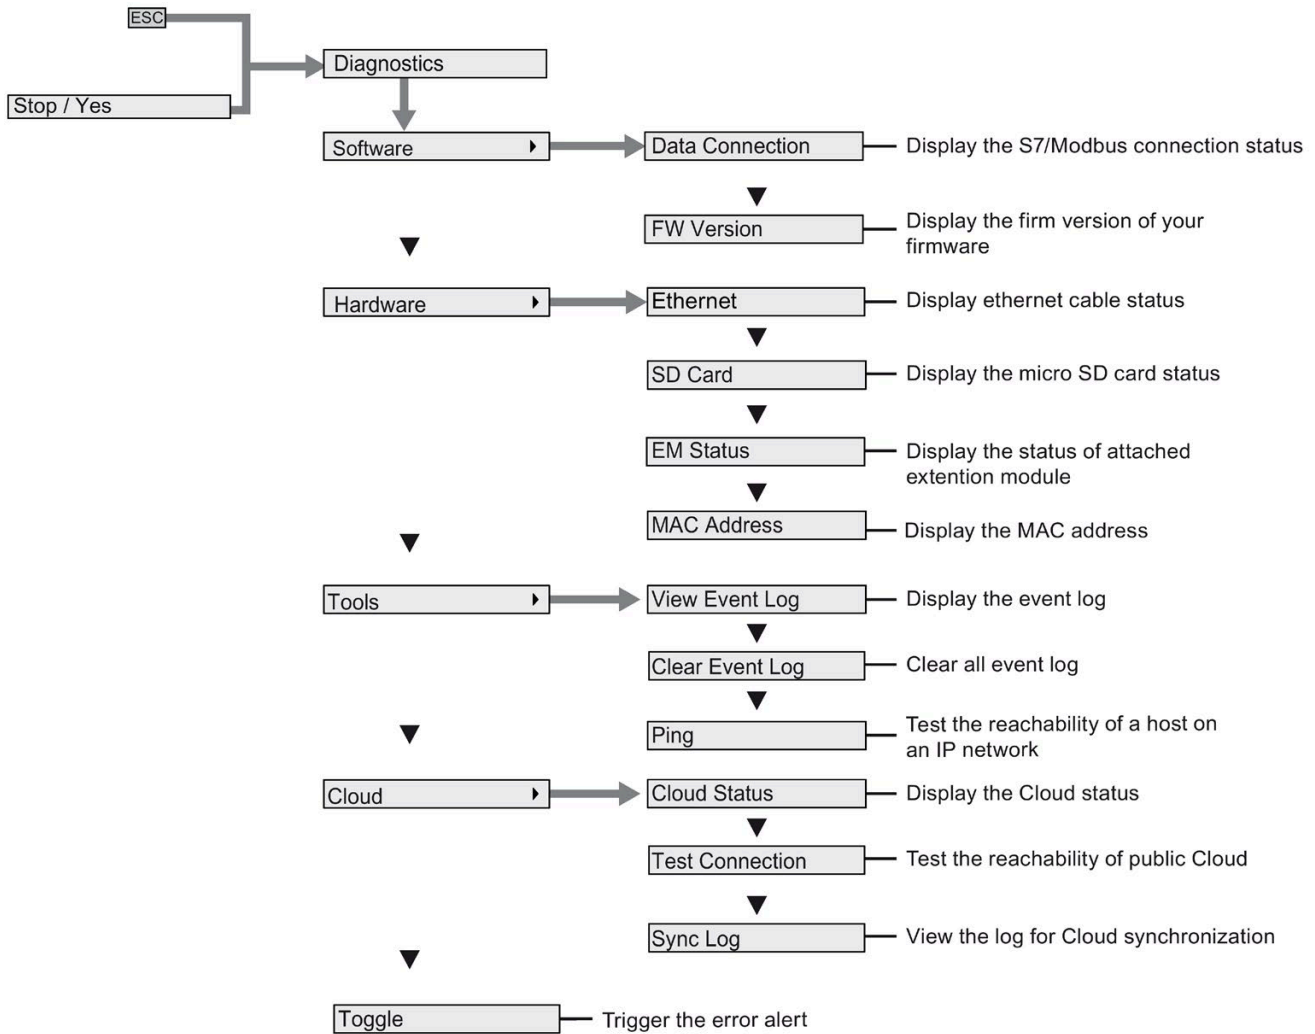 ESC
Diagnostics
Stop / Yes
Software
Data Connection
Display the S7/Modbus connection status
FW Version
Display the firm version of your
firmware
Hardware
Ethernet
Display ethernet cable status
SD Card
Display the micro SD card status
EM Status
Display the status of attached
extention module
MAC Address
Display the MAC address
Tools
View Event Log
Display the event log
Clear Event Log
Clear all event log
Ping
Test the reachability of a host on
an IP network
Cloud
Cloud Status
Display the Cloud status
Test Connection
Test the reachability of public Cloud
Sync Log
View the log for Cloud synchronization
Toggle
Trigger the error alert